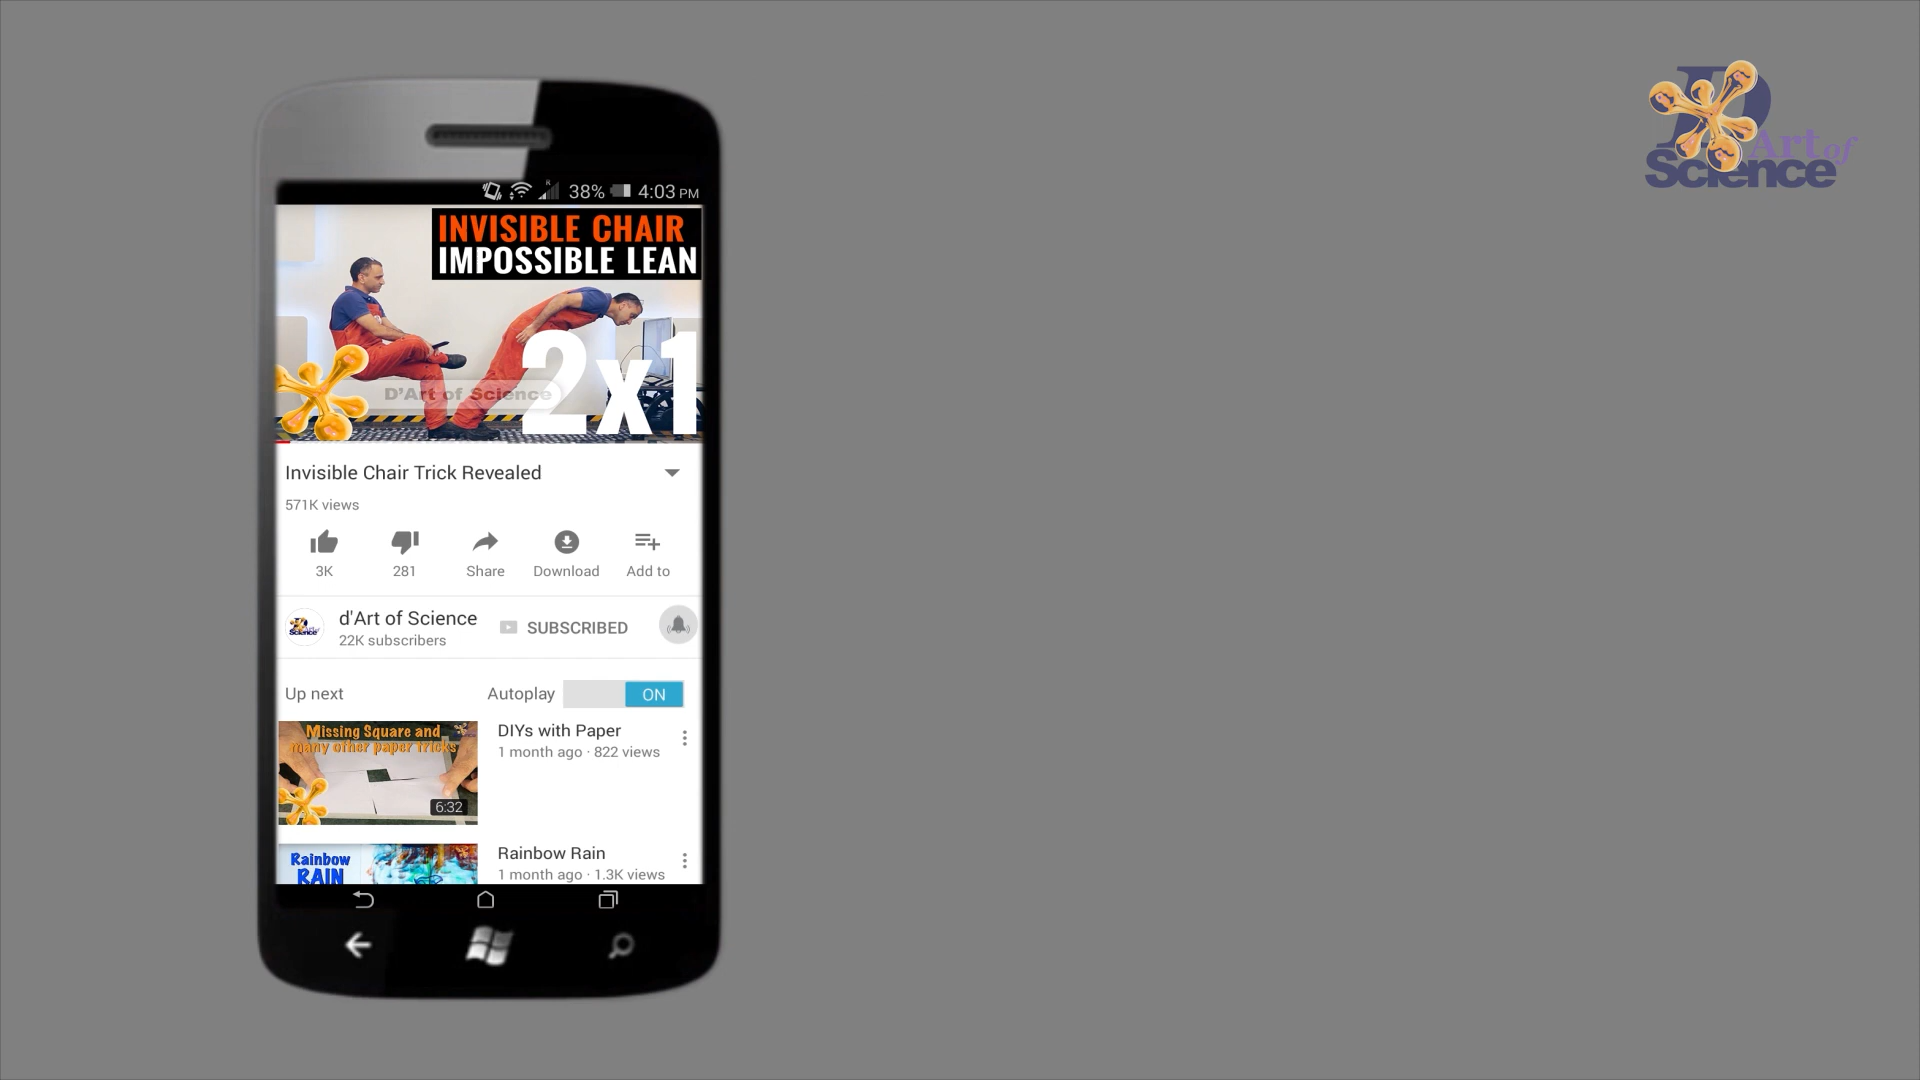 D
Art of
Science
38% 4:03 PM
INVISIBLE CHAIR
IMPOSSIBLE LEAN
2x1
D'Art of Science
Invisible Chair Trick Revealed
571K views
3K 281 Share Download Add to
d'Art of Science
22K subscribers
SUBSCRIBED
Up next Autoplay ON
Missing Square and
many other paper tricks
6:32
DIYs with Paper
1 month ago · 822 views
Rainbow
RAIN
Rainbow Rain
1 month ago · 1.3K views